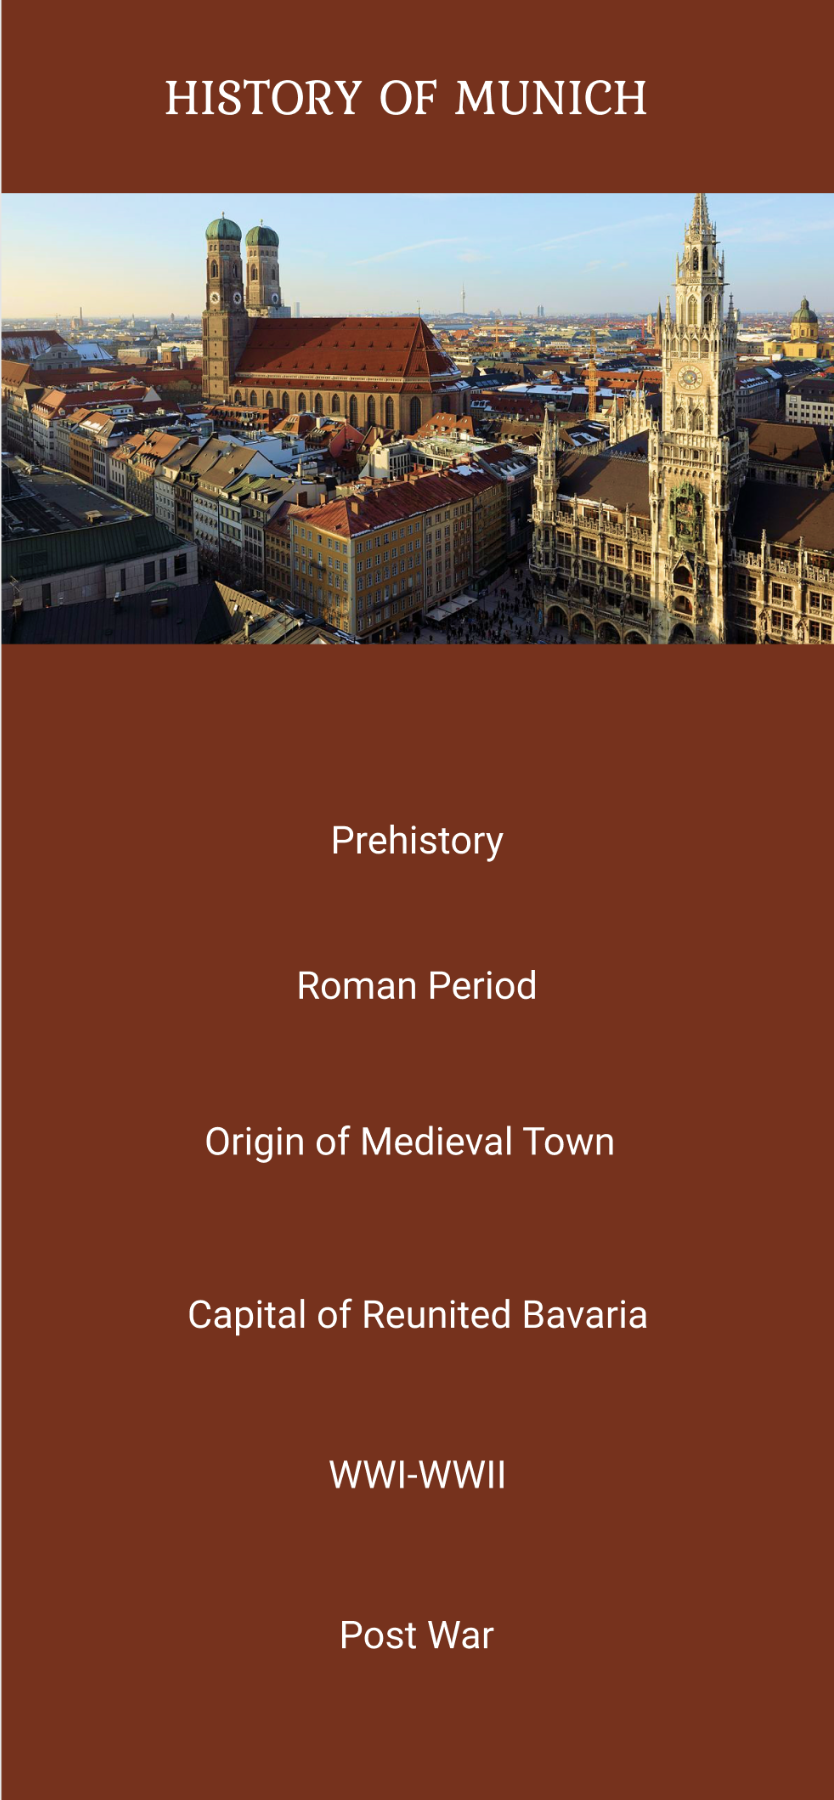 HISTORY OF MUNICH
Prehistory
Roman Period
Origin of Medieval Town
Capital of Reunited Bavaria
WWI-WWII
Post War